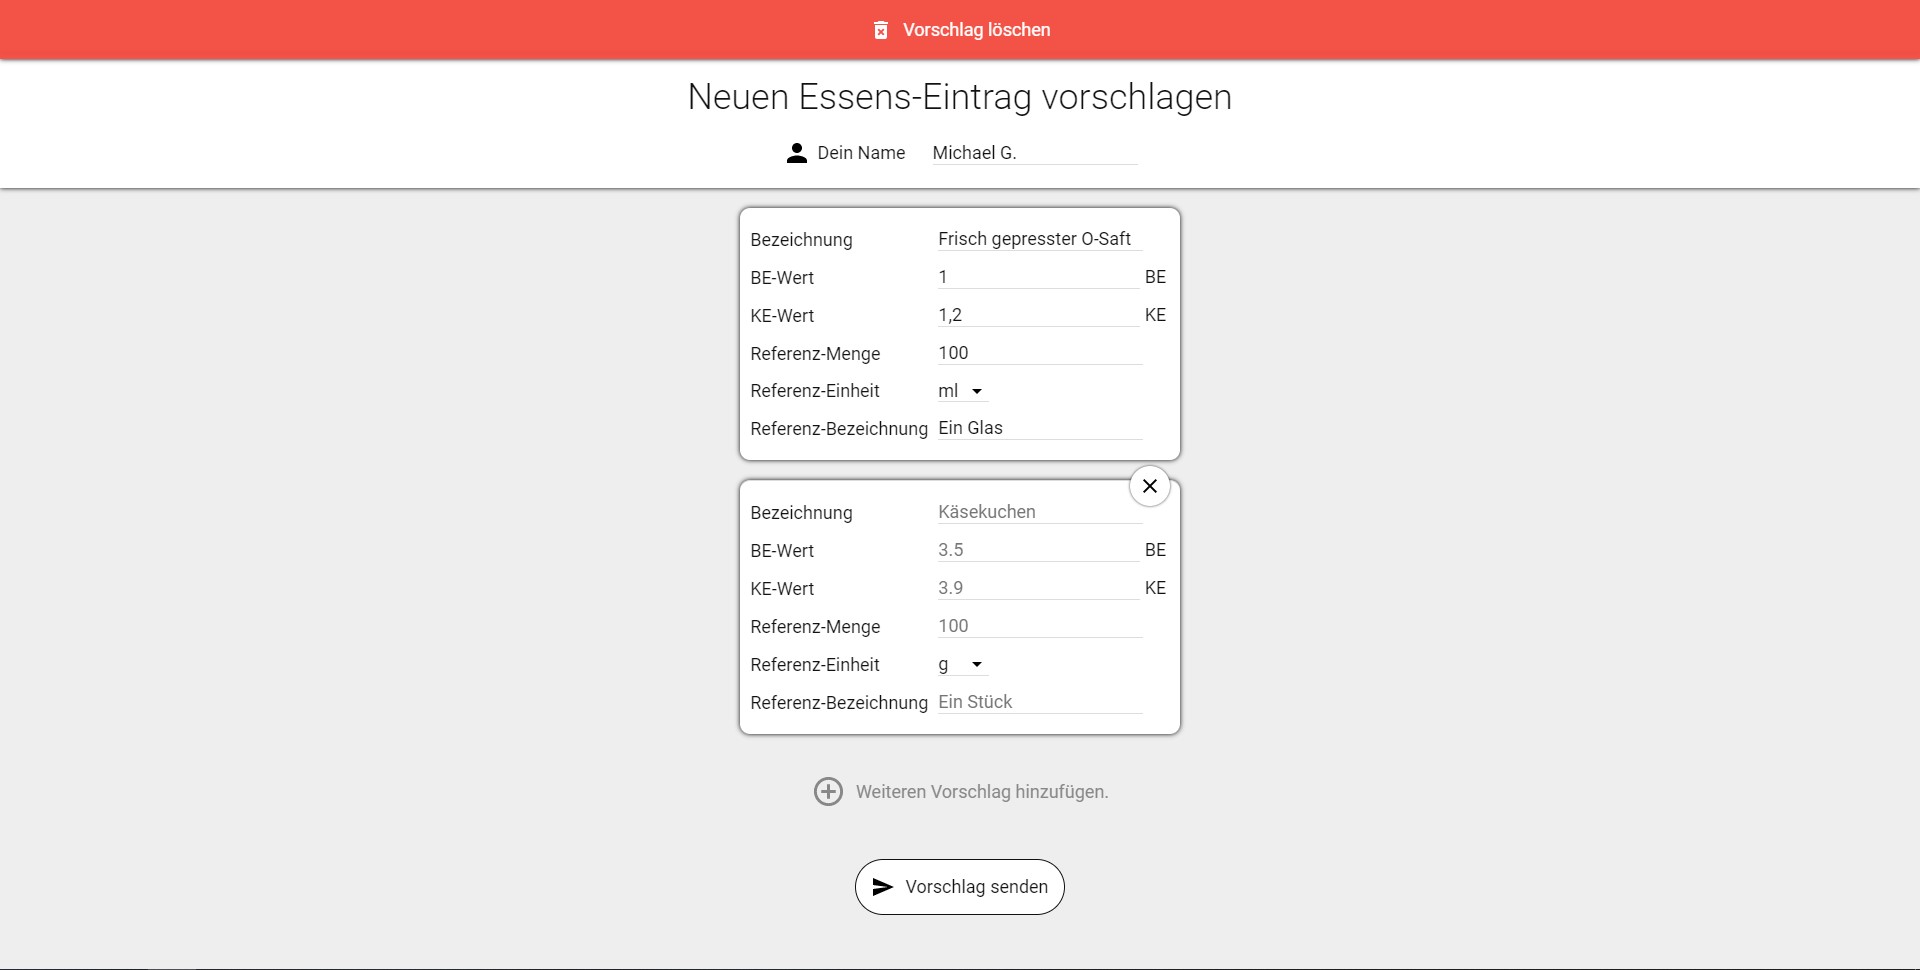 Vorschlag löschen
Neuen Essens-Eintrag vorschlagen
Dein Name Michael G.
Bezeichnung Frisch gepresster O-Saft
BE-Wert 1 BE
KE-Wert 1,2 KE
Referenz-Menge 100
Referenz-Einheit ml
Referenz-Bezeichnung Ein Glas
Bezeichnung Käsekuchen
BE-Wert 3.5 BE
KE-Wert 3.9 KE
Referenz-Menge 100
Referenz-Einheit g
Referenz-Bezeichnung Ein Stück
Weiteren Vorschlag hinzufügen.
Vorschlag senden